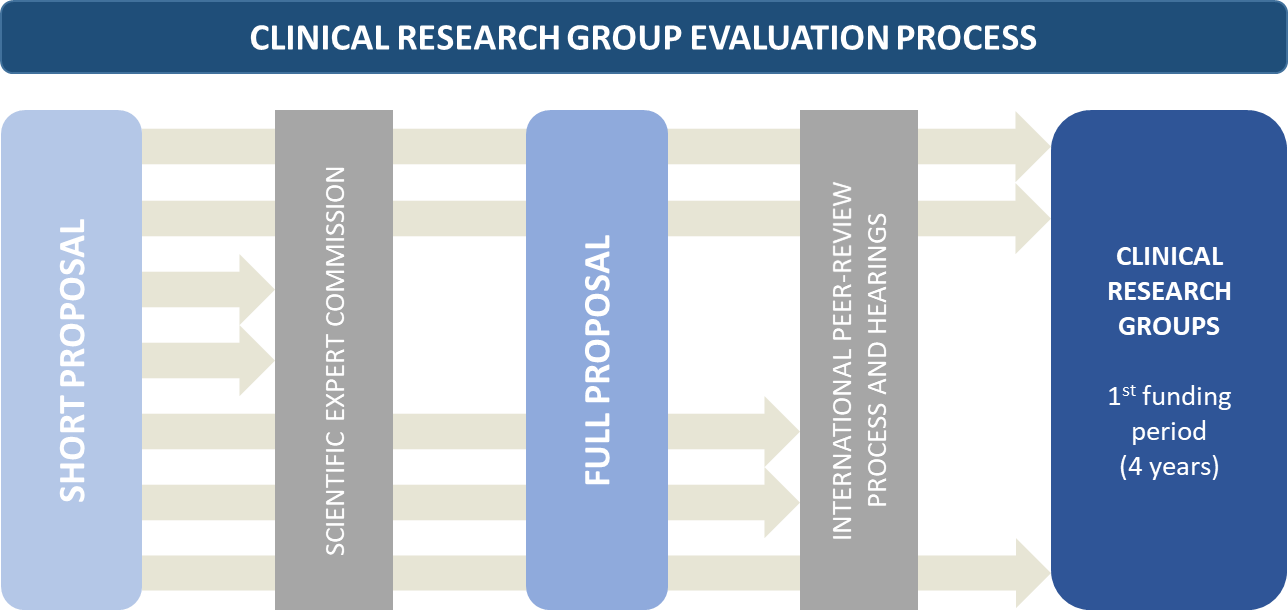 CLINICAL RESEARCH GROUP EVALUATION PROCESS
SHORT PROPOSAL
SCIENTIFIC EXPERT COMMISSION
FULL PROPOSAL
INTERNATIONAL PEER-REVIEW
PROCESS AND HEARINGS
CLINICAL
RESEARCH
GROUPS
1st funding
period
(4 years)